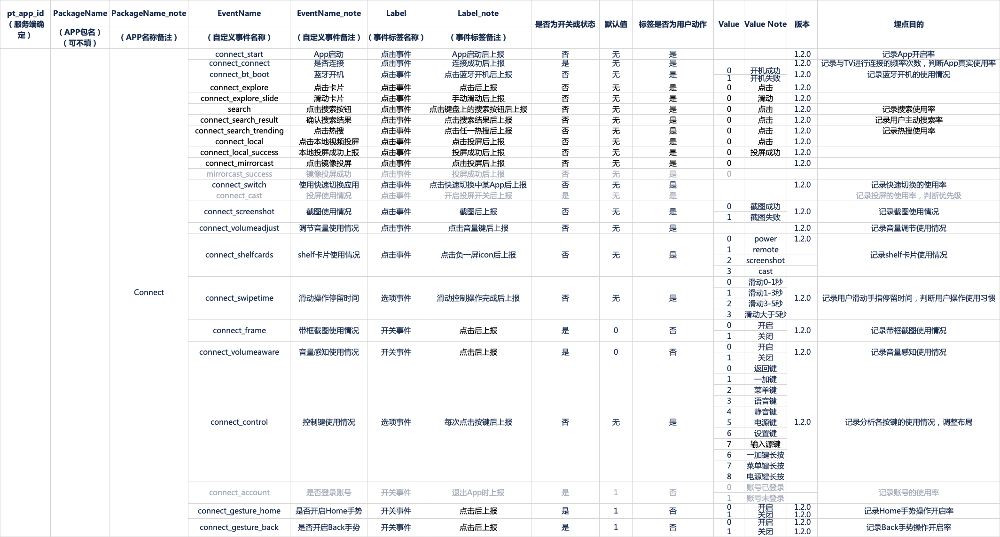 pt_app_id
（服务端确
定）
PackageName
（APP包名）
（可不填）
PackageName_note
（APP名称备注）
EventName
（自定义事件名称）
EventName_note
（自定义事件备注）
Label
（事件标签名称）
Label_note
（事件标签备注）
是否为开关或状态
默认值
标签是否为用户动作
Value
Value Note
版本
埋点目的
Connect
connect_start App启动 点击事件 App启动后上报 否 无 是 1.2.0 记录App开启率
connect_connect 是否连接 点击事件 连接成功后上报 是 无 是 1.2.0 记录与TV进行连接的频率次数，判断App真实使用率
connect_bt_boot 蓝牙开机 点击事件 点击蓝牙开机后上报 否 无 是 1.2.0 记录蓝牙开机的使用情况
0 开机成功
1 开机失败
connect_explore 点击卡片 点击事件 点击后上报 否 无 是 0 点击 1.2.0
connect_explore_slide 滑动卡片 点击事件 手动滑动后上报 否 无 是 0 滑动 1.2.0
search 点击搜索按钮 点击事件 点击键盘上的搜索按钮后上报 否 无 是 0 点击 1.2.0 记录搜索使用率
connect_search_result 确认搜索结果 点击事件 点击搜索结果后上报 否 无 是 0 点击 1.2.0 记录用户主动搜索率
connect_search_trending 点击热搜 点击事件 点击任一热搜后上报 否 无 是 0 点击 1.2.0 记录热搜使用率
connect_local 点击本地视频投屏 点击事件 点击投屏后上报 否 无 是 0 点击 1.2.0
connect_local_success 本地投屏成功上报 点击事件 投屏成功后上报 否 无 是 0 投屏成功 1.2.0
connect_mirrorcast 点击镜像投屏 点击事件 点击投屏后上报 否 无 是 0 1.2.0
mirrorcast_success 镜像投屏成功 点击事件 投屏成功后上报 否 无 是 0
connect_switch 使用快速切换应用 点击事件 点击快速切换中某App后上报 否 无 是 1.2.0 记录快速切换的使用率
connect_cast 投屏使用情况 点击事件 开启投屏开关后上报 是 无 是 记录投屏的使用率，判断优先级
connect_screenshot 截图使用情况 点击事件 截图后上报 否 无 是 1.2.0 记录截图使用情况
0 截图成功
1 截图失败
connect_volumeadjust 调节音量使用情况 点击事件 点击音量键后上报 否 无 是 1.2.0 记录音量调节使用情况
connect_shelfcards shelf卡片使用情况 点击事件 点击负一屏icon后上报 否 无 是 记录shelf卡片使用情况
0 power 1.2.0
1 remote
2 screenshot
3 cast
connect_swipetime 滑动操作停留时间 选项事件 滑动控制操作完成后上报 否 无 是 1.2.0 记录用户滑动手指停留时间，判断用户操作使用习惯
0 滑动0-1秒
1 滑动1-3秒
2 滑动3-5秒
3 滑动大于5秒
connect_frame 带框截图使用情况 开关事件 点击后上报 是 0 否 1.2.0 记录带框截图使用情况
0 开启
1 关闭
connect_volumeaware 音量感知使用情况 开关事件 点击后上报 是 0 否 1.2.0 记录音量感知使用情况
0 开启
1 关闭
connect_control 控制键使用情况 选项事件 每次点击按键后上报 否 无 是 1.2.0 记录分析各按键的使用情况，调整布局
0 返回键
1 一加键
2 菜单键
3 语音键
4 静音键
5 电源键
6 设置键
7 输入源键
6 一加键长按
7 菜单键长按
8 电源键长按
connect_account 是否登录账号 开关事件 退出App时上报 是 1 否 记录账号的使用率
0 账号已登录
1 账号未登录
connect_gesture_home 是否开启Home手势 开关事件 点击后上报 是 1 否 记录Home手势操作开启率
0 开启 1.2.0
1 关闭 1.2.0
connect_gesture_back 是否开启Back手势 开关事件 点击后上报 是 1 否 记录Back手势操作开启率
0 开启 1.2.0
1 关闭 1.2.0